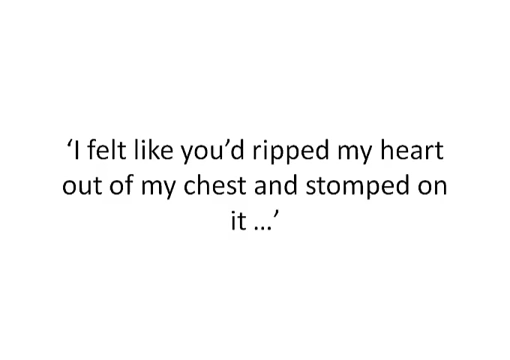 ‘I felt like you’d ripped my heart
out of my chest and stomped on
it …’